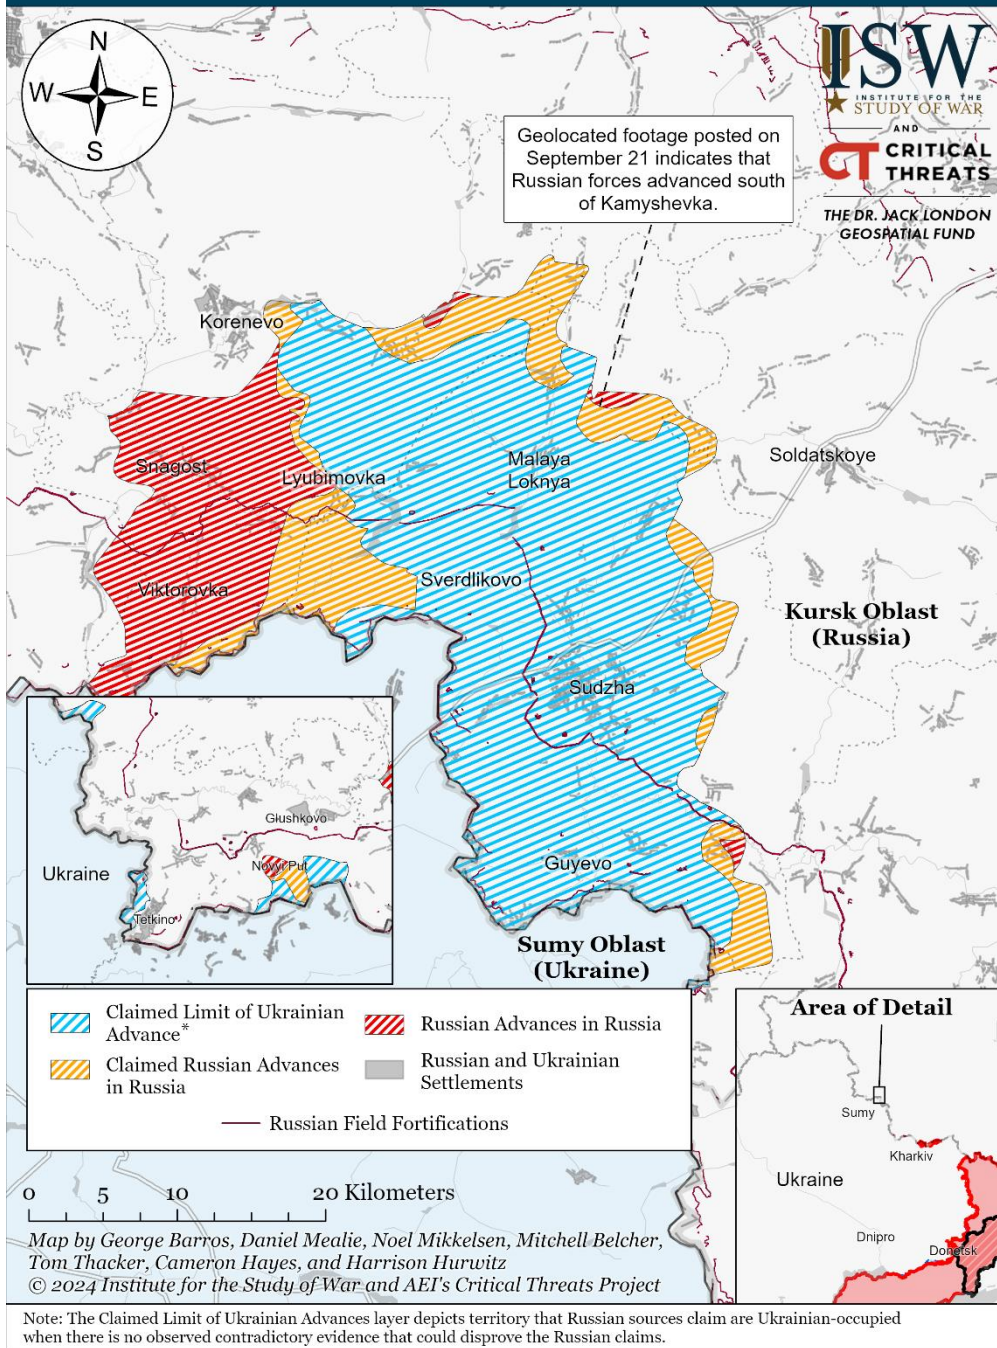 N
W
E
S
ISW
INSTITUTE FOR THE
STUDY OF WAR
AND
CT CRITICAL
THREATS
THE DR. JACK LONDON
GEOSPATIAL FUND
Geolocated footage posted on
September 21 indicates that
Russian forces advanced south
of Kamyshevka.
Korenevo
Snagost
Lyubimovka
Malaya
Loknya
Soldatskoye
Viktorovka
Sverdlikovo
Kursk Oblast
(Russia)
Sudzha
Guyevo
Sumy Oblast
(Ukraine)
Glushkovo
Novyi Put
Ukraine
Tetkino
Claimed Limit of Ukrainian
Advance*
Claimed Russian Advances
in Russia
Russian Advances in Russia
Russian and Ukrainian
Settlements
Russian Field Fortifications
Area of Detail
Sumy
Kharkiv
Ukraine
Dnipro
Donetsk
0 5 10 20 Kilometers
Map by George Barros, Daniel Mealie, Noel Mikkelsen, Mitchell Belcher,
Tom Thacker, Cameron Hayes, and Harrison Hurwitz
© 2024 Institute for the Study of War and AEI's Critical Threats Project
Note: The Claimed Limit of Ukrainian Advances layer depicts territory that Russian sources claim are Ukrainian-occupied
when there is no observed contradictory evidence that could disprove the Russian claims.